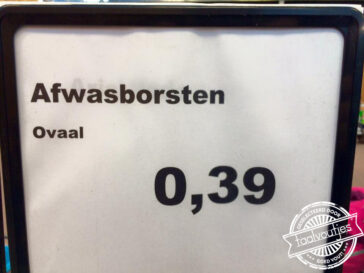 Afwasborsten
Ovaal
0,39
taalvoutjes